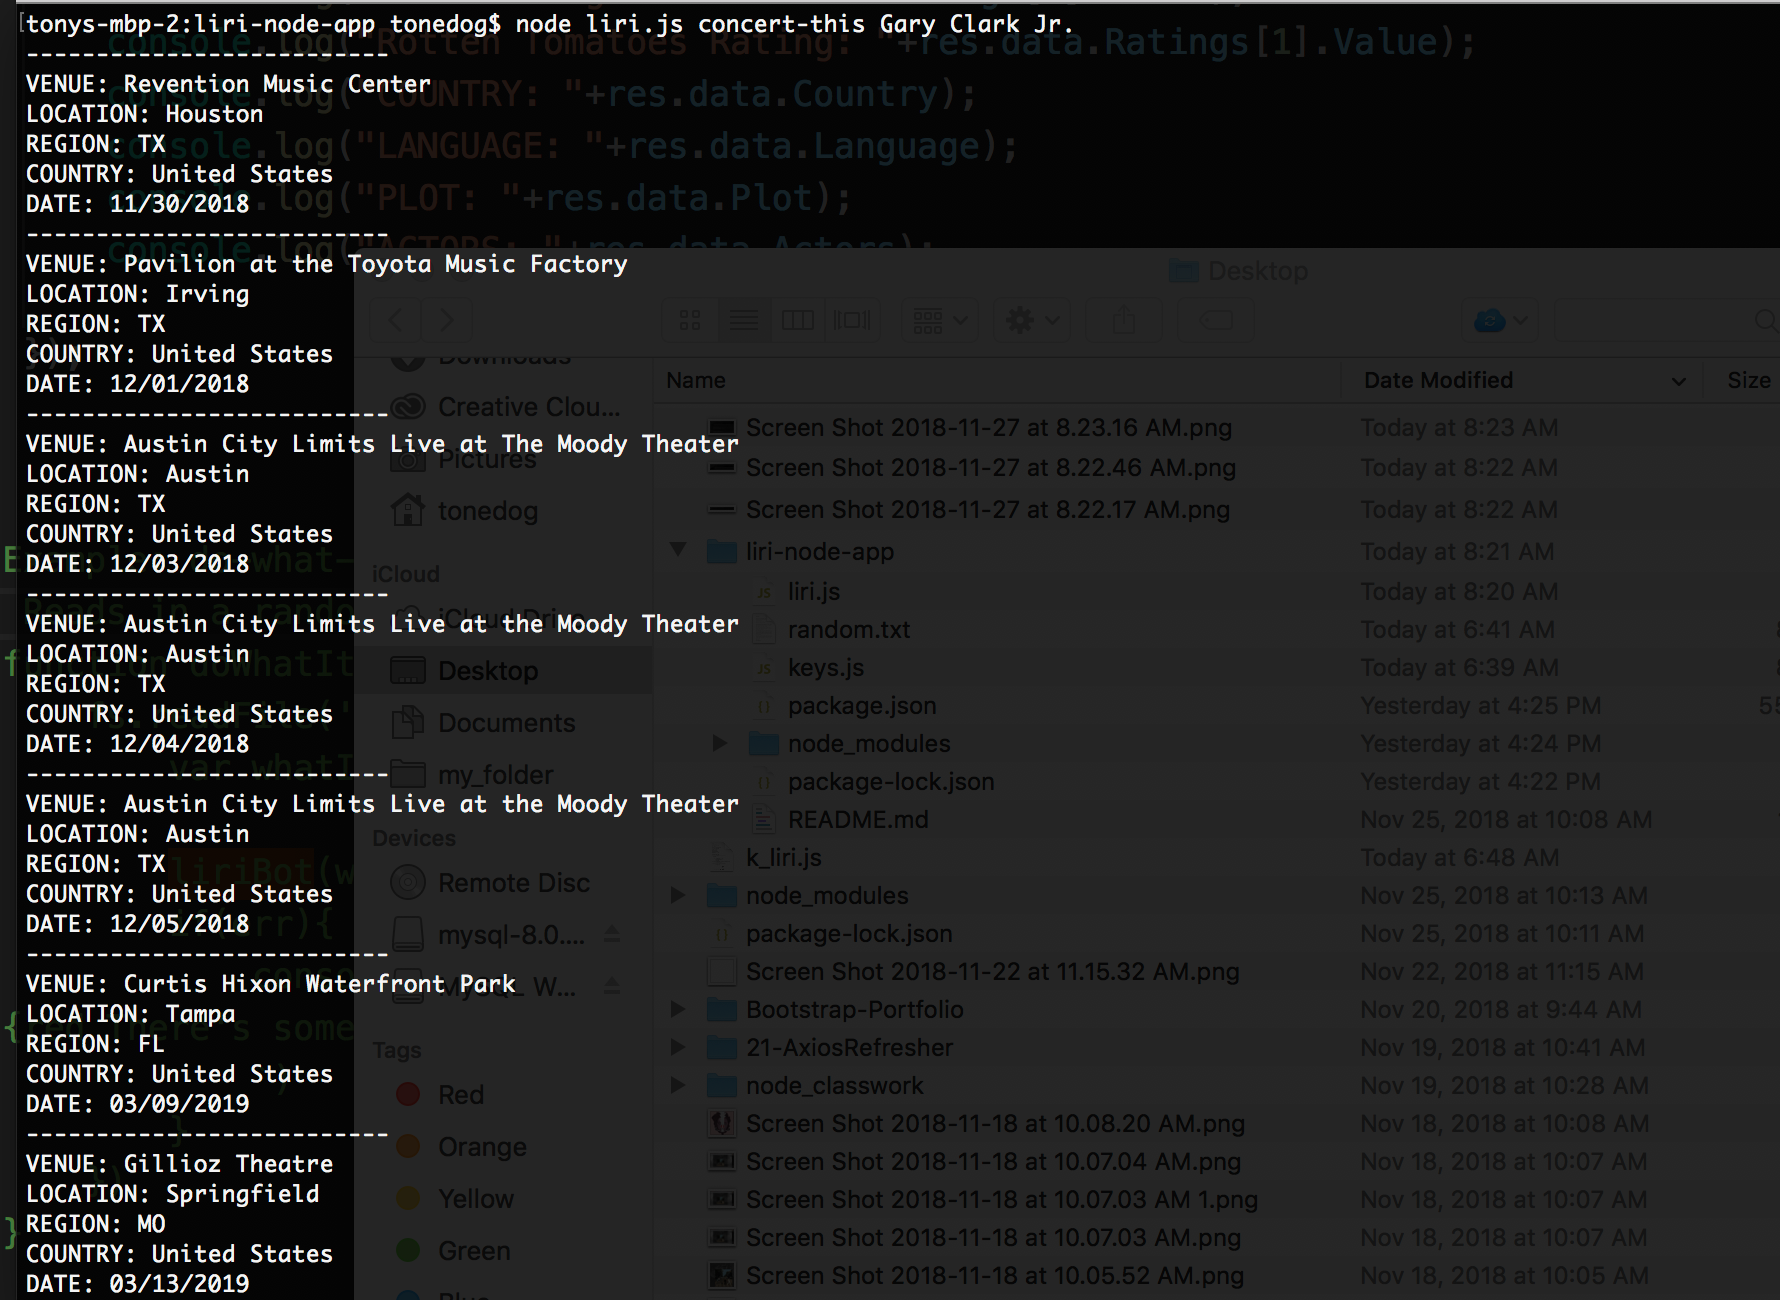 tonys-mbp-2:liri-node-app tonedog$ node liri.js concert-this Gary Clark Jr.
--------------------------
VENUE: Revention Music Center
LOCATION: Houston
REGION: TX
COUNTRY: United States
DATE: 11/30/2018
--------------------------
VENUE: Pavilion at the Toyota Music Factory
LOCATION: Irving
REGION: TX
COUNTRY: United States
DATE: 12/01/2018
--------------------------
VENUE: Austin City Limits Live at The Moody Theater
LOCATION: Austin
REGION: TX
COUNTRY: United States
DATE: 12/03/2018
--------------------------
VENUE: Austin City Limits Live at the Moody Theater
LOCATION: Austin
REGION: TX
COUNTRY: United States
DATE: 12/04/2018
--------------------------
VENUE: Austin City Limits Live at the Moody Theater
LOCATION: Austin
REGION: TX
COUNTRY: United States
DATE: 12/05/2018
--------------------------
VENUE: Curtis Hixon Waterfront Park
LOCATION: Tampa
REGION: FL
COUNTRY: United States
DATE: 03/09/2019
--------------------------
VENUE: Gillioz Theatre
LOCATION: Springfield
REGION: MO
COUNTRY: United States
DATE: 03/13/2019
console.log("Rotten Tomatoes Rating: "+res.data.Ratings[1].Value);
console.log("COUNTRY: "+res.data.Country);
console.log("LANGUAGE: "+res.data.Language);
console.log("PLOT: "+res.data.Plot);
console.log("ACTORS: "+res.data.Actors);
Desktop
Downloads
Creative Clou...
Pictures
tonedog
iCloud
iCloud Drive
Desktop
Documents
my_folder
Devices
Remote Disc
mysql-8.0....
MySQL W...
Tags
Red
Orange
Yellow
Green
Blue
Name Date Modified Size
Screen Shot 2018-11-27 at 8.23.16 AM.png Today at 8:23 AM
Screen Shot 2018-11-27 at 8.22.46 AM.png Today at 8:22 AM
Screen Shot 2018-11-27 at 8.22.17 AM.png Today at 8:22 AM
liri-node-app Today at 8:21 AM
liri.js Today at 8:20 AM
random.txt Today at 6:41 AM
keys.js Today at 6:39 AM
package.json Yesterday at 4:25 PM 55
node_modules Yesterday at 4:24 PM
package-lock.json Yesterday at 4:22 PM
README.md Nov 25, 2018 at 10:08 AM
k_liri.js Today at 6:48 AM
node_modules Nov 25, 2018 at 10:13 AM
package-lock.json Nov 25, 2018 at 10:11 AM
Screen Shot 2018-11-22 at 11.15.32 AM.png Nov 22, 2018 at 11:15 AM
Bootstrap-Portfolio Nov 20, 2018 at 9:44 AM
21-AxiosRefresher Nov 19, 2018 at 10:41 AM
node_classwork Nov 19, 2018 at 10:28 AM
Screen Shot 2018-11-18 at 10.08.20 AM.png Nov 18, 2018 at 10:08 AM
Screen Shot 2018-11-18 at 10.07.04 AM.png Nov 18, 2018 at 10:07 AM
Screen Shot 2018-11-18 at 10.07.03 AM 1.png Nov 18, 2018 at 10:07 AM
Screen Shot 2018-11-18 at 10.07.03 AM.png Nov 18, 2018 at 10:07 AM
Screen Shot 2018-11-18 at 10.05.52 AM.png Nov 18, 2018 at 10:05 AM